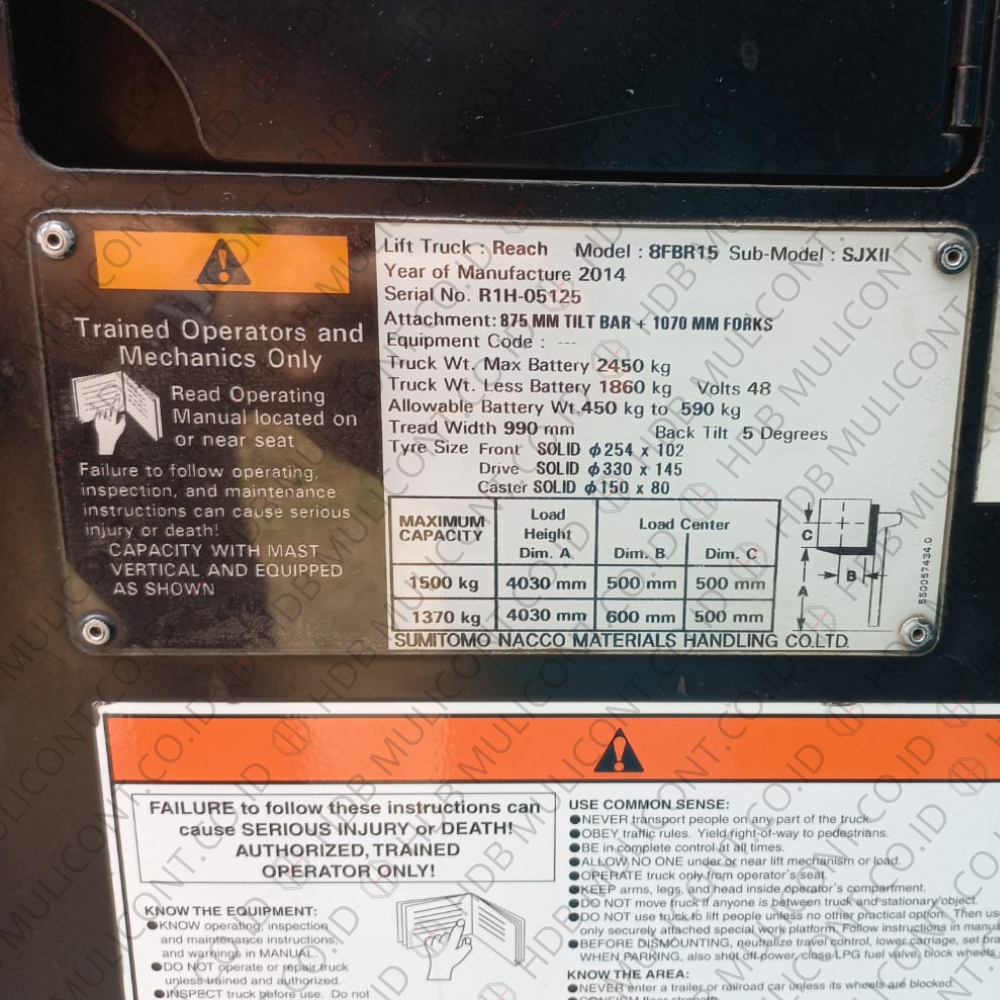 Lift Truck : Reach Model : 8FBR15 Sub-Model : SJXII
Year of Manufacture 2014
Serial No. R1H-05125
Attachment: 875 MM TILT BAR + 1070 MM FORKS
Equipment Code : ---
Truck Wt. Max Battery 2450 kg
Truck Wt. Less Battery 1860 kg Volts 48
Allowable Battery Wt. 450 kg to 590 kg
Tread Width 990 mm Back Tilt 5 Degrees
Tyre Size Front SOLID ϕ254 x 102
Drive SOLID ϕ330 x 145
Caster SOLID ϕ150 x 80
Trained Operators and
Mechanics Only
Read Operating
Manual located on
or near seat
Failure to follow operating,
inspection, and maintenance
instructions can cause serious
injury or death!
CAPACITY WITH MAST
VERTICAL AND EQUIPPED
AS SHOWN
MAXIMUM CAPACITY Load Height Dim. A Load Center Dim. B. Dim. C
1500 kg 4030 mm 500 mm 500 mm
1370 kg 4030 mm 600 mm 500 mm
C
B
A
550057434.0
SUMITOMO NACCO MATERIALS HANDLING CO.LTD.
FAILURE to follow these instructions can
cause SERIOUS INJURY or DEATH!
AUTHORIZED, TRAINED
OPERATOR ONLY!
KNOW THE EQUIPMENT:
●KNOW operating, inspection
and maintenance instructions,
and warnings in MANUAL.
●DO NOT operate or repair truck
unless trained and authorized.
●INSPECT truck before use. Do not
USE COMMON SENSE:
●NEVER transport people on any part of the truck.
●OBEY traffic rules. Yield right-of-way to pedestrians.
●BE in complete control at all times.
●ALLOW NO ONE under or near lift mechanism or load.
●OPERATE truck only from operator's seat.
●KEEP arms, legs, and head inside operator's compartment.
●DO NOT move truck if anyone is between truck and stationary object.
●DO NOT use truck to lift people unless no other practical option. Then us
only securely attached special work platform. Follow instructions in manua
●BEFORE DISMOUNTING, neutralize travel control, lower carriage, set bra
WHEN PARKING, also shut off power, close LPG fuel valve, block wheels
KNOW THE AREA:
●NEVER enter a trailer or railroad car unless its wheels are blocked.
●CONFIRM floor strength.
HDB MULICONT.CO.ID